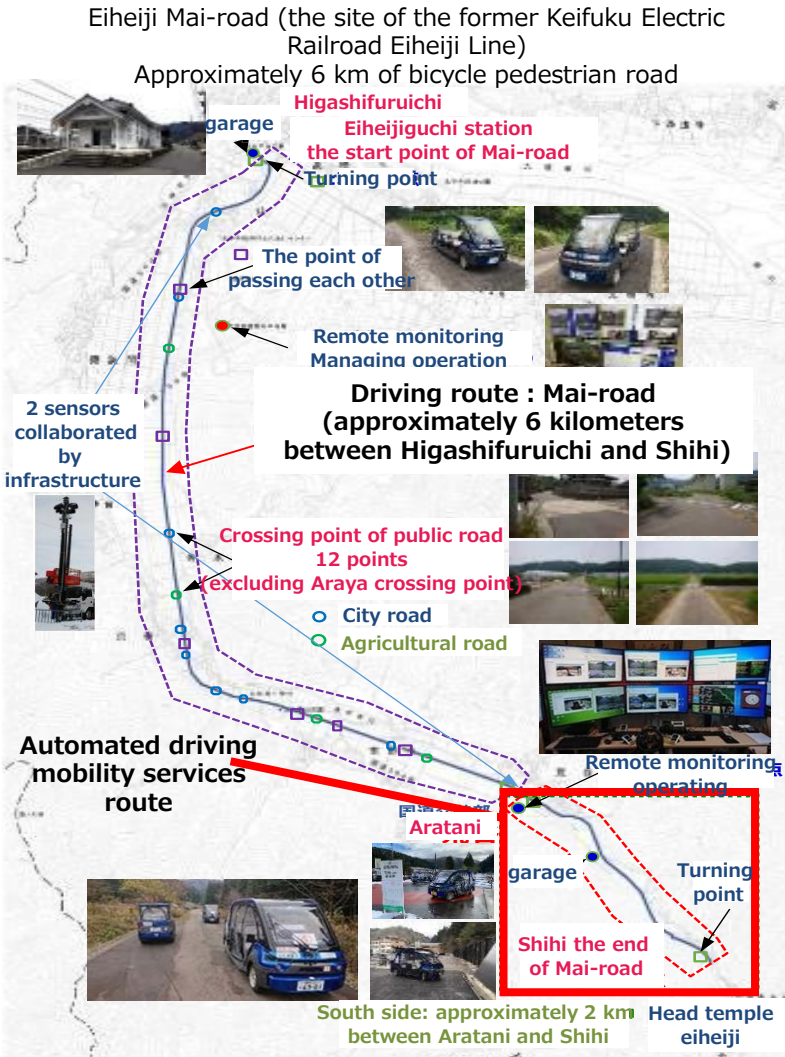 Eiheiji Mai-road (the site of the former Keifuku Electric
Railroad Eiheiji Line)
Approximately 6 km of bicycle pedestrian road
Higashifuruichi
garage
Eiheijiguchi station
the start point of Mai-road
Turning point
The point of
passing each other
Remote monitoring
Managing operation
Driving route : Mai-road
(approximately 6 kilometers
between Higashifuruichi and Shihi)
2 sensors
collaborated
by
infrastructure
Crossing point of public road
12 points
(excluding Araya crossing point)
City road
Agricultural road
Automated driving
mobility services
route
Remote monitoring
operating
点
Aratani
garage
Turning
point
Shihi the end
of Mai-road
South side: approximately 2 km
between Aratani and Shihi
Head temple
eiheiji